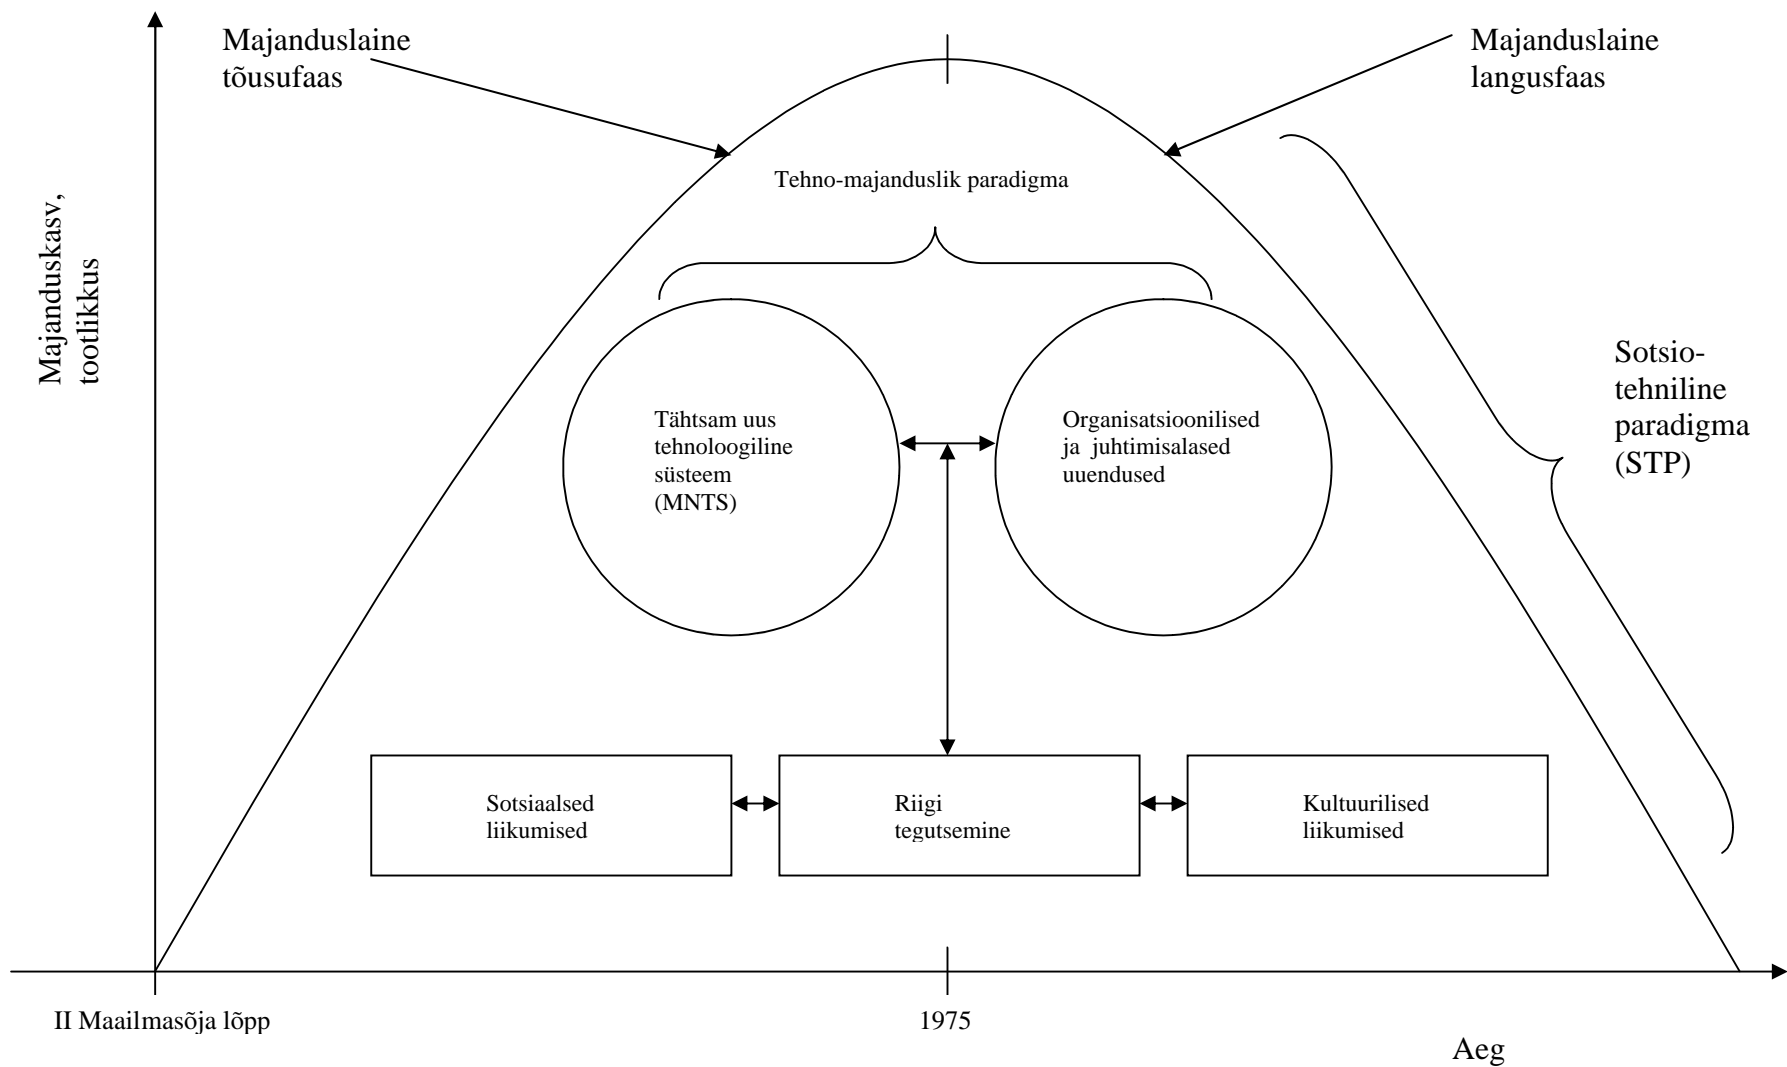 Majanduslaine
tõusufaas
Majanduslaine
langusfaas
Tehno-majanduslik paradigma
Majanduskasv,
tootlikkus
Sotsio-
tehniline
paradigma
(STP)
Tähtsam uus
tehnoloogiline
süsteem
(MNTS)
Organisatsioonilised
ja juhtimisalased
uuendused
Sotsiaalsed
liikumised
Riigi
tegutsemine
Kultuurilised
liikumised
II Maailmasõja lõpp
1975
Aeg